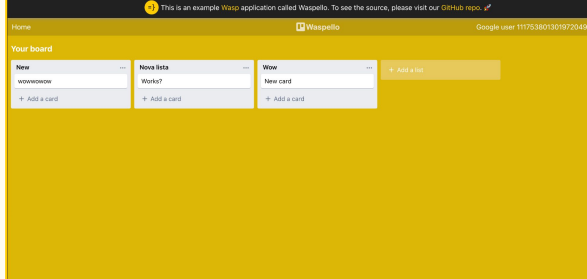 This is an example Wasp application called Waspello. To see the source, please visit our GitHub repo.
Home
Waspello
Google user 111753801301972049
Your board
New ...
wowwowow
+ Add a card
Nova lista ...
Works?
+ Add a card
Wow ...
New card
+ Add a card
+ Add a list